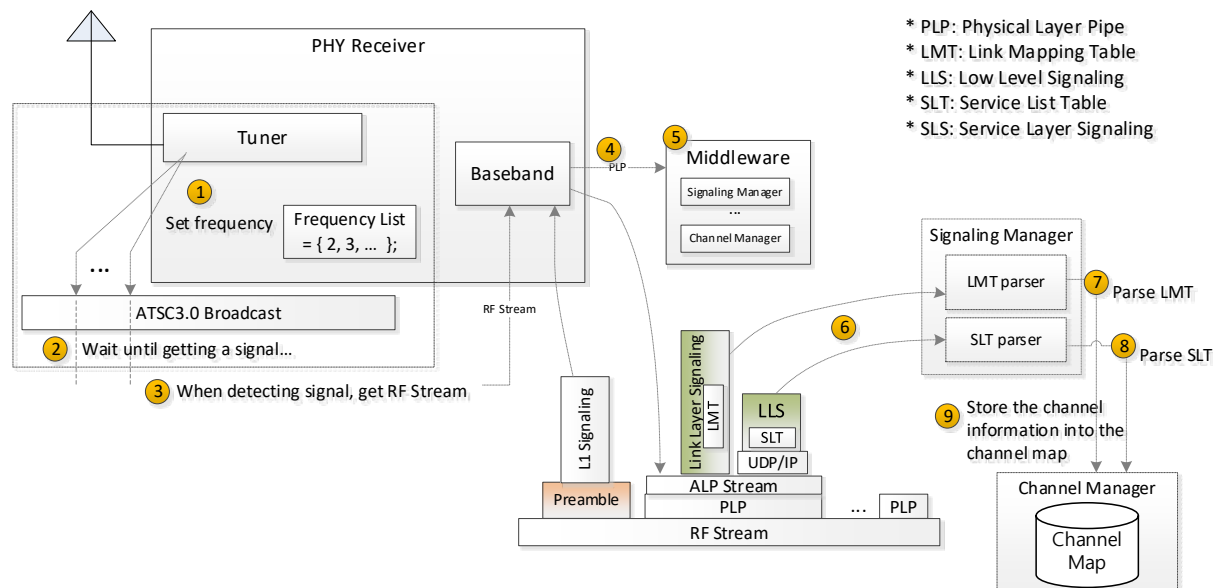 * PLP: Physical Layer Pipe
* LMT: Link Mapping Table
* LLS: Low Level Signaling
* SLT: Service List Table
* SLS: Service Layer Signaling
PHY Receiver
Tuner
1
Set frequency
Frequency List
= { 2, 3, ... };
Baseband
4
PLP
5
Middleware
Signaling Manager
...
Channel Manager
...
ATSC3.0 Broadcast
RF Stream
2
Wait until getting a signal...
3
When detecting signal, get RF Stream
Signaling Manager
LMT parser
7
Parse LMT
SLT parser
8
Parse SLT
6
L1 Signaling
Preamble
Link Layer Signaling
LMT
LLS
SLT
UDP/IP
ALP Stream
PLP
...
PLP
RF Stream
9
Store the channel
information into the
channel map
Channel Manager
Channel
Map